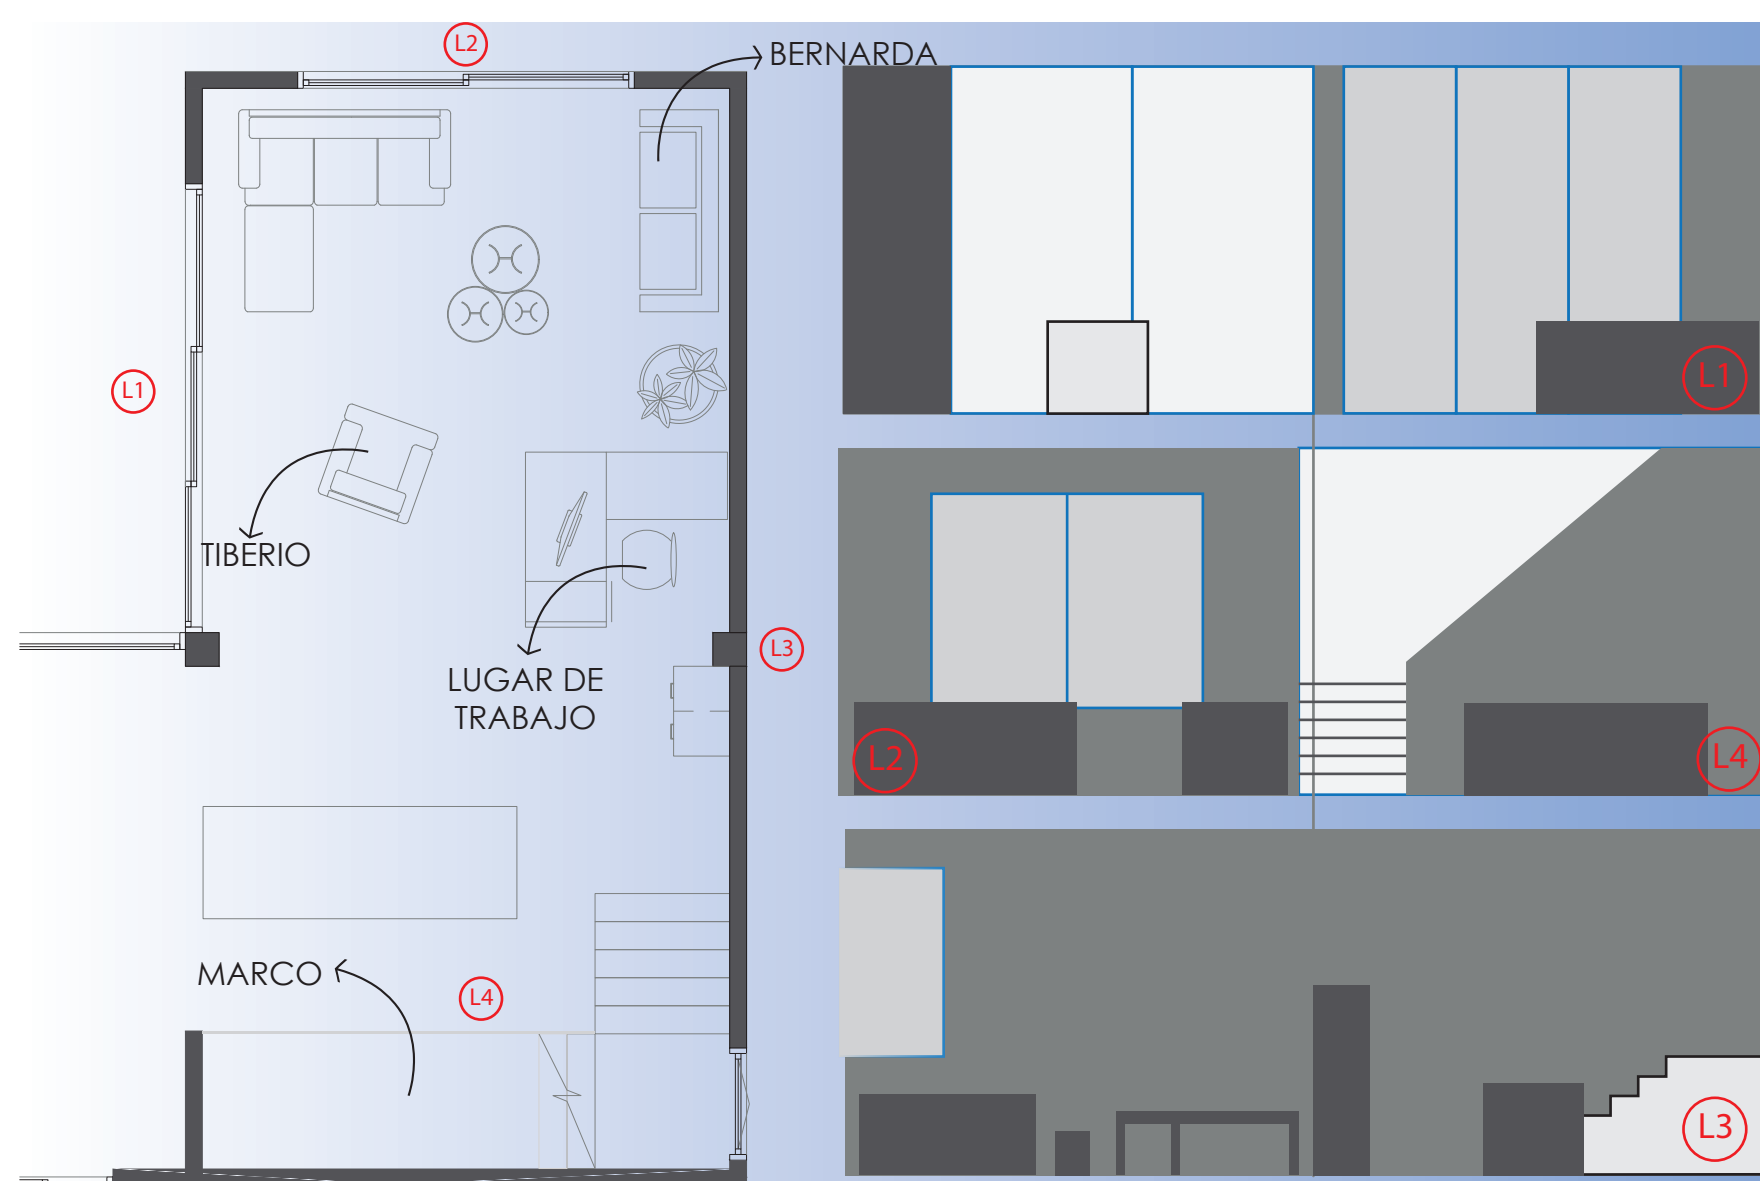 L2
BERNARDA
L1
L1
TIBERIO
L3
LUGAR DE
TRABAJO
L2
L4
MARCO
L4
L3